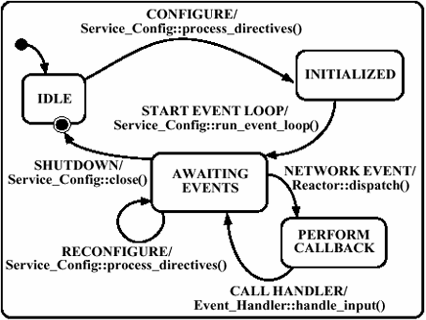 CONFIGURE/
Service_Config::process_directives()
IDLE
INITIALIZED
START EVENT LOOP/
Service_Config::run_event_loop()
SHUTDOWN/
Service_Config::close()
AWAITING
EVENTS
NETWORK EVENT/
Reactor::dispatch()
RECONFIGURE/
Service_Config::process_directives()
PERFORM
CALLBACK
CALL HANDLER/
Event_Handler::handle_input()